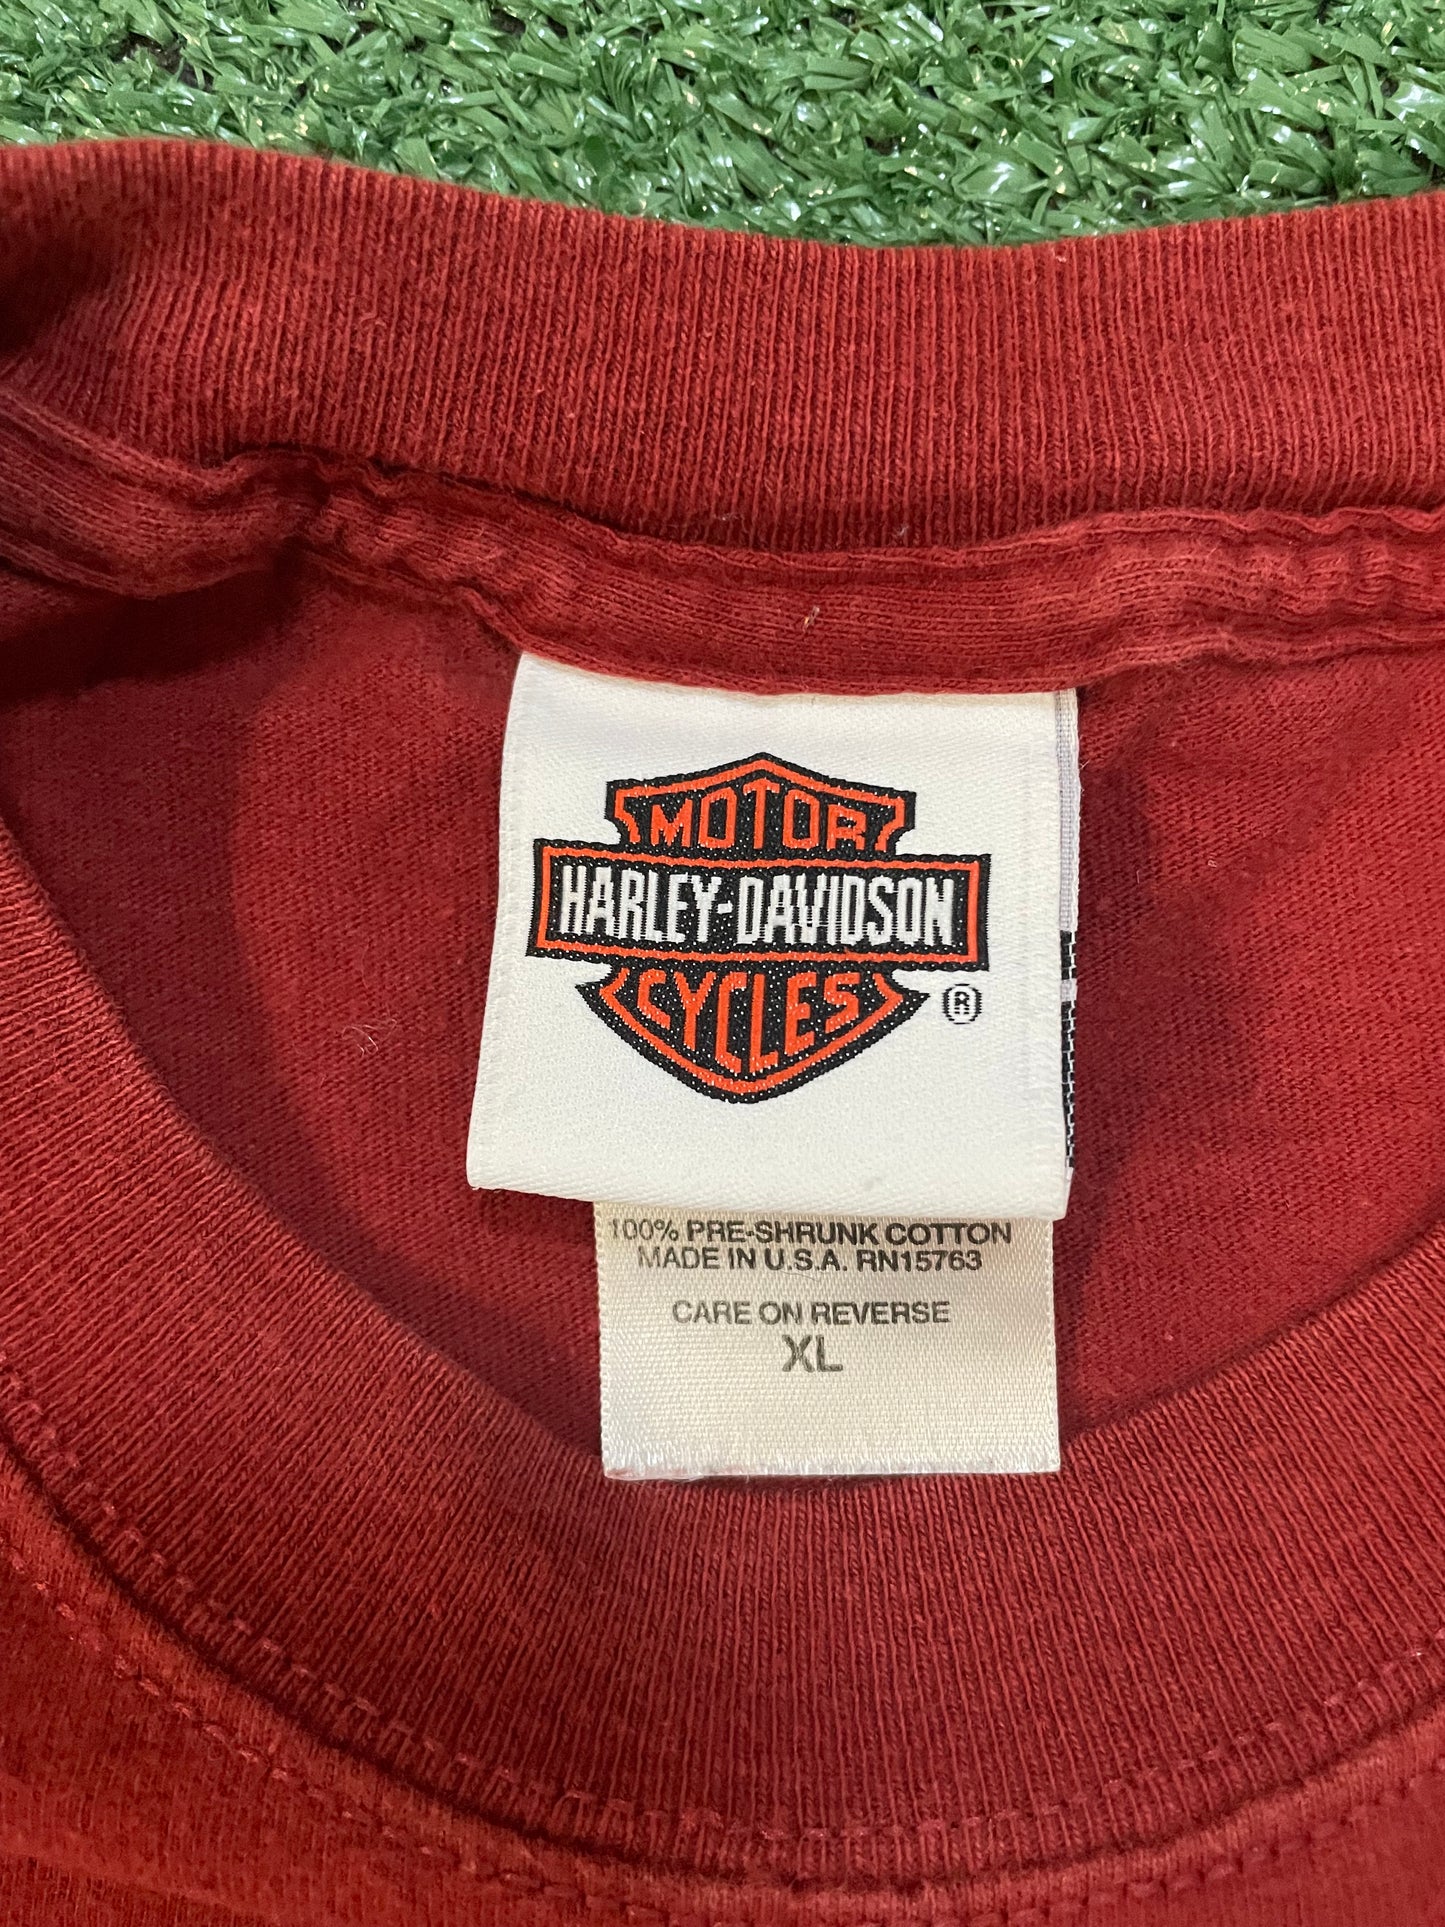 MOTOR
HARLEY-DAVIDSON
CYCLES
®
100% PRE-SHRUNK COTTON
MADE IN U.S.A. RN15763
CARE ON REVERSE
XL